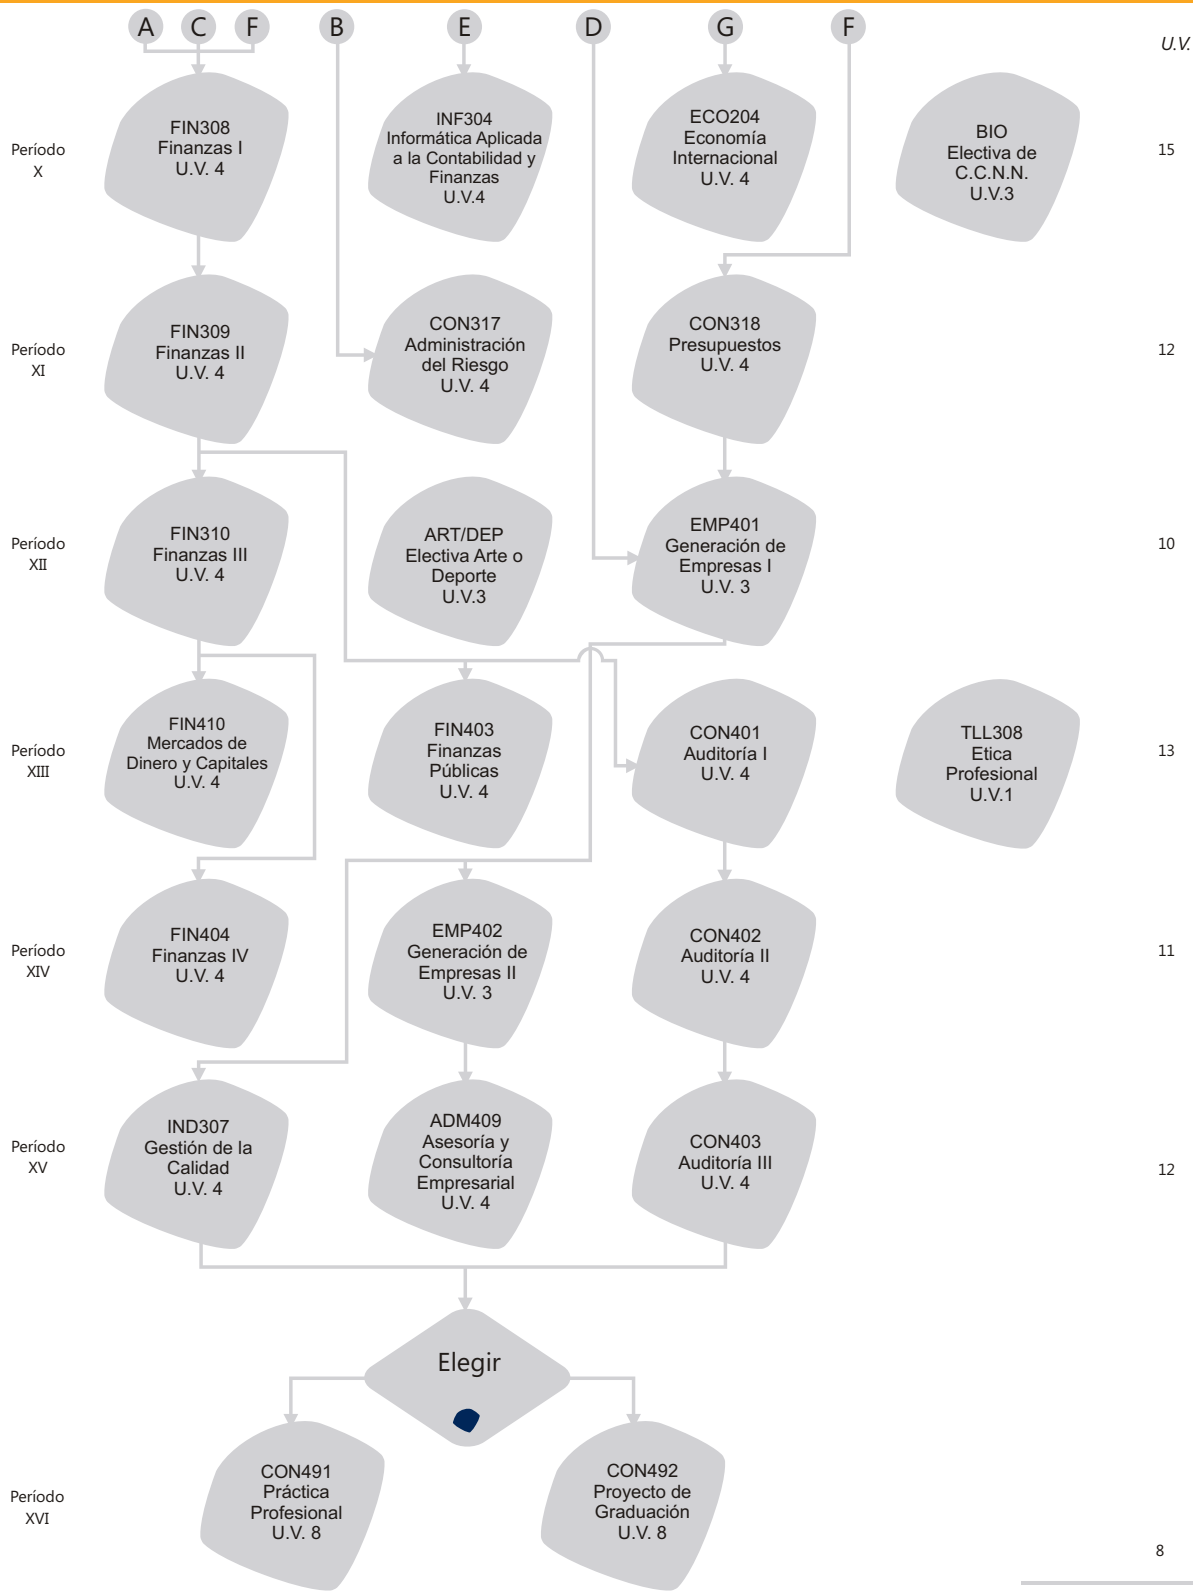 A C F B E D G F
U.V.
Período
X
FIN308
Finanzas I
U.V. 4
INF304
Informática Aplicada
a la Contabilidad y
Finanzas
U.V.4
ECO204
Economía
Internacional
U.V. 4
BIO
Electiva de
C.C.N.N.
U.V.3
15
Período
XI
FIN309
Finanzas II
U.V. 4
CON317
Administración
del Riesgo
U.V. 4
CON318
Presupuestos
U.V. 4
12
Período
XII
FIN310
Finanzas III
U.V. 4
ART/DEP
Electiva Arte o
Deporte
U.V.3
EMP401
Generación de
Empresas I
U.V. 3
10
Período
XIII
FIN410
Mercados de
Dinero y Capitales
U.V. 4
FIN403
Finanzas
Públicas
U.V. 4
CON401
Auditoría I
U.V. 4
TLL308
Etica
Profesional
U.V.1
13
Período
XIV
FIN404
Finanzas IV
U.V. 4
EMP402
Generación de
Empresas II
U.V. 3
CON402
Auditoría II
U.V. 4
11
Período
XV
IND307
Gestión de la
Calidad
U.V. 4
ADM409
Asesoría y
Consultoría
Empresarial
U.V. 4
CON403
Auditoría III
U.V. 4
12
Elegir
Período
XVI
CON491
Práctica
Profesional
U.V. 8
CON492
Proyecto de
Graduación
U.V. 8
8